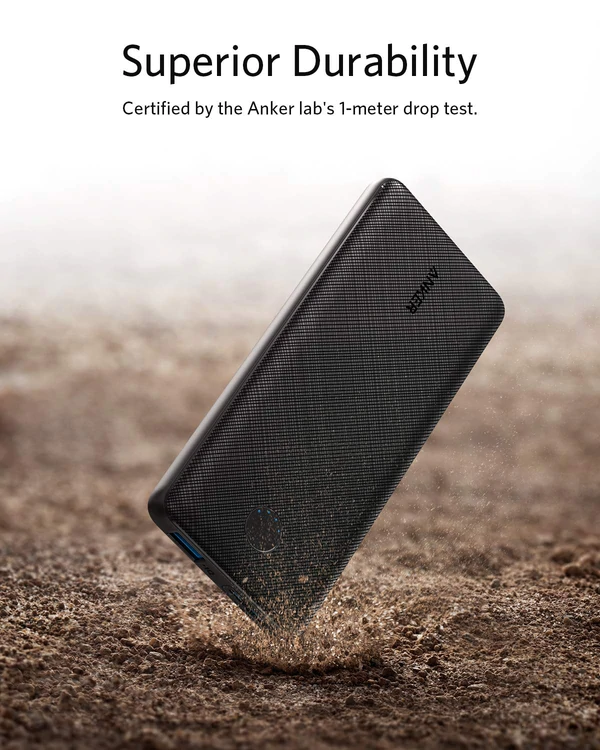 Superior Durability
Certified by the Anker lab's 1-meter drop test.
ANKER